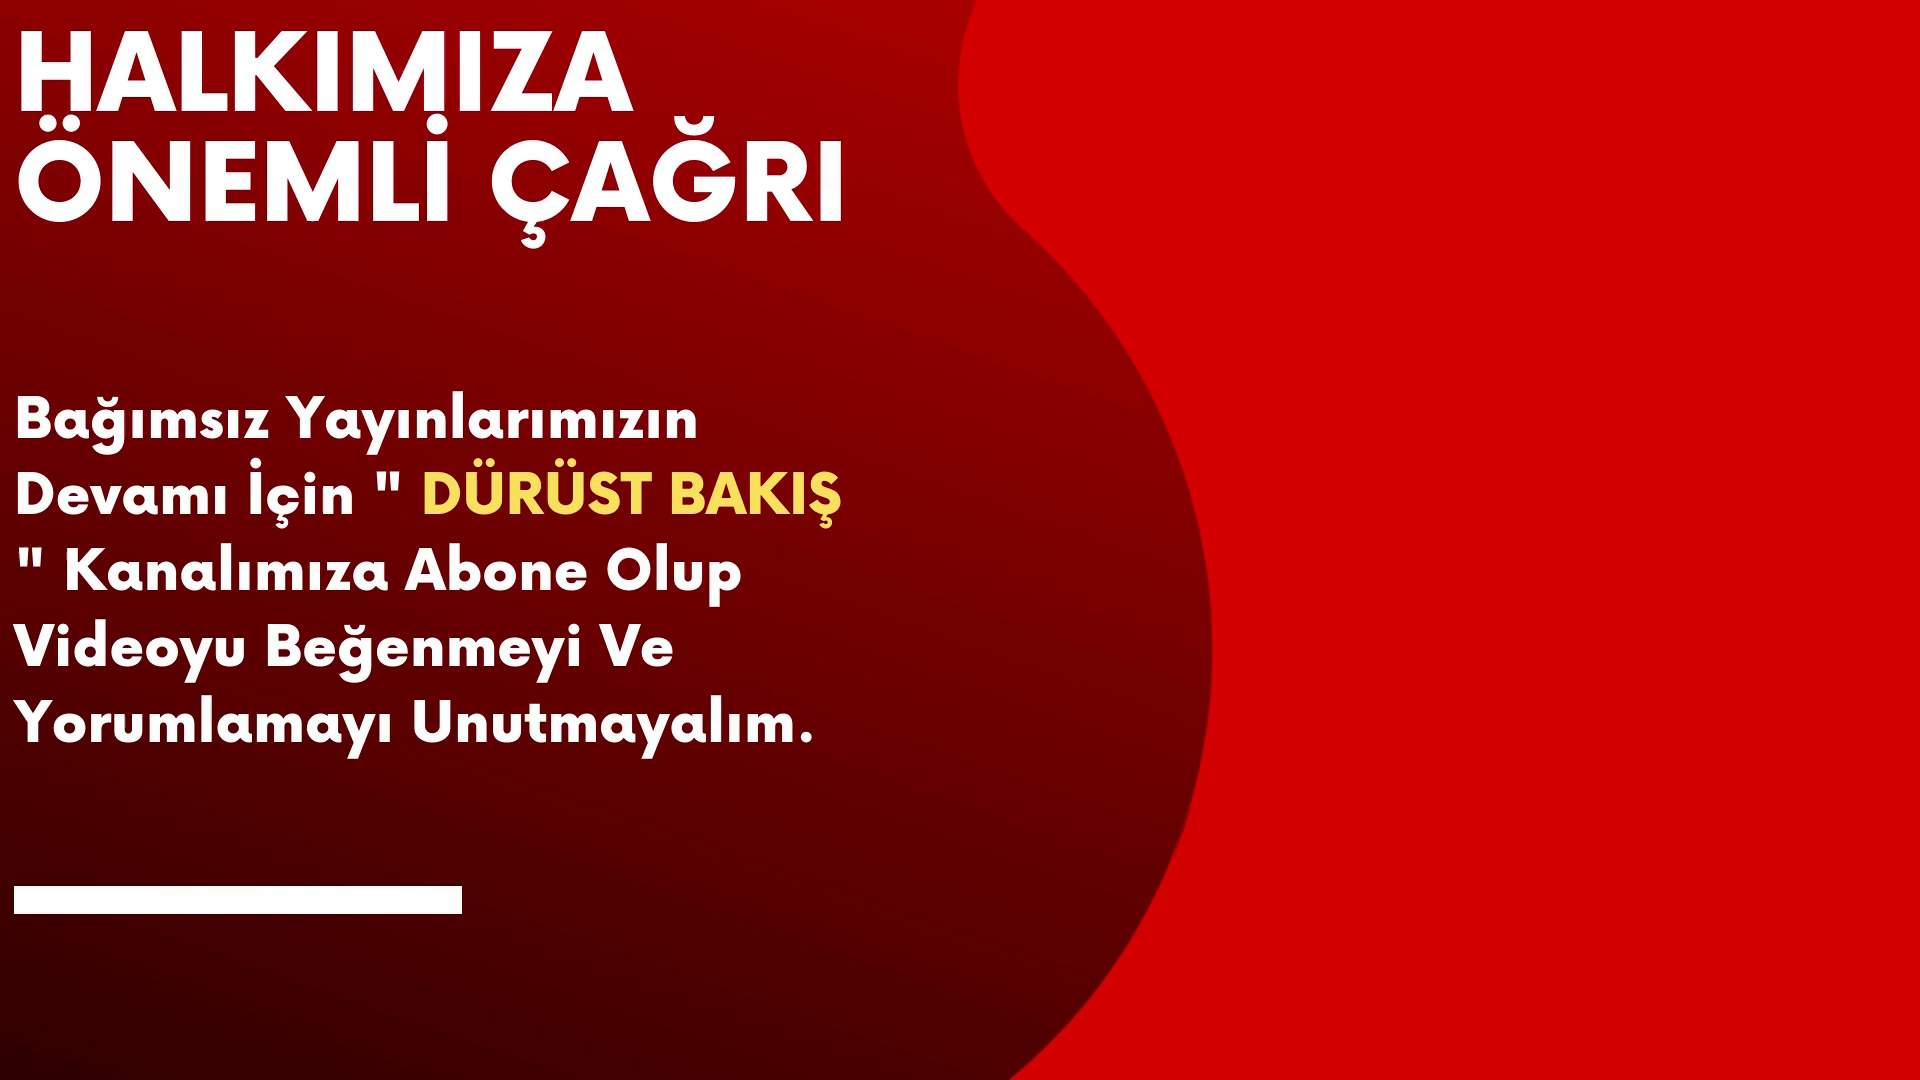 HALKIMIZA
ÖNEMLİ ÇAĞRI
Bağımsız Yayınlarımızın
Devamı İçin " DÜRÜST BAKIŞ
" Kanalımıza Abone Olup
Videoyu Beğenmeyi Ve
Yorumlamayı Unutmayalım.